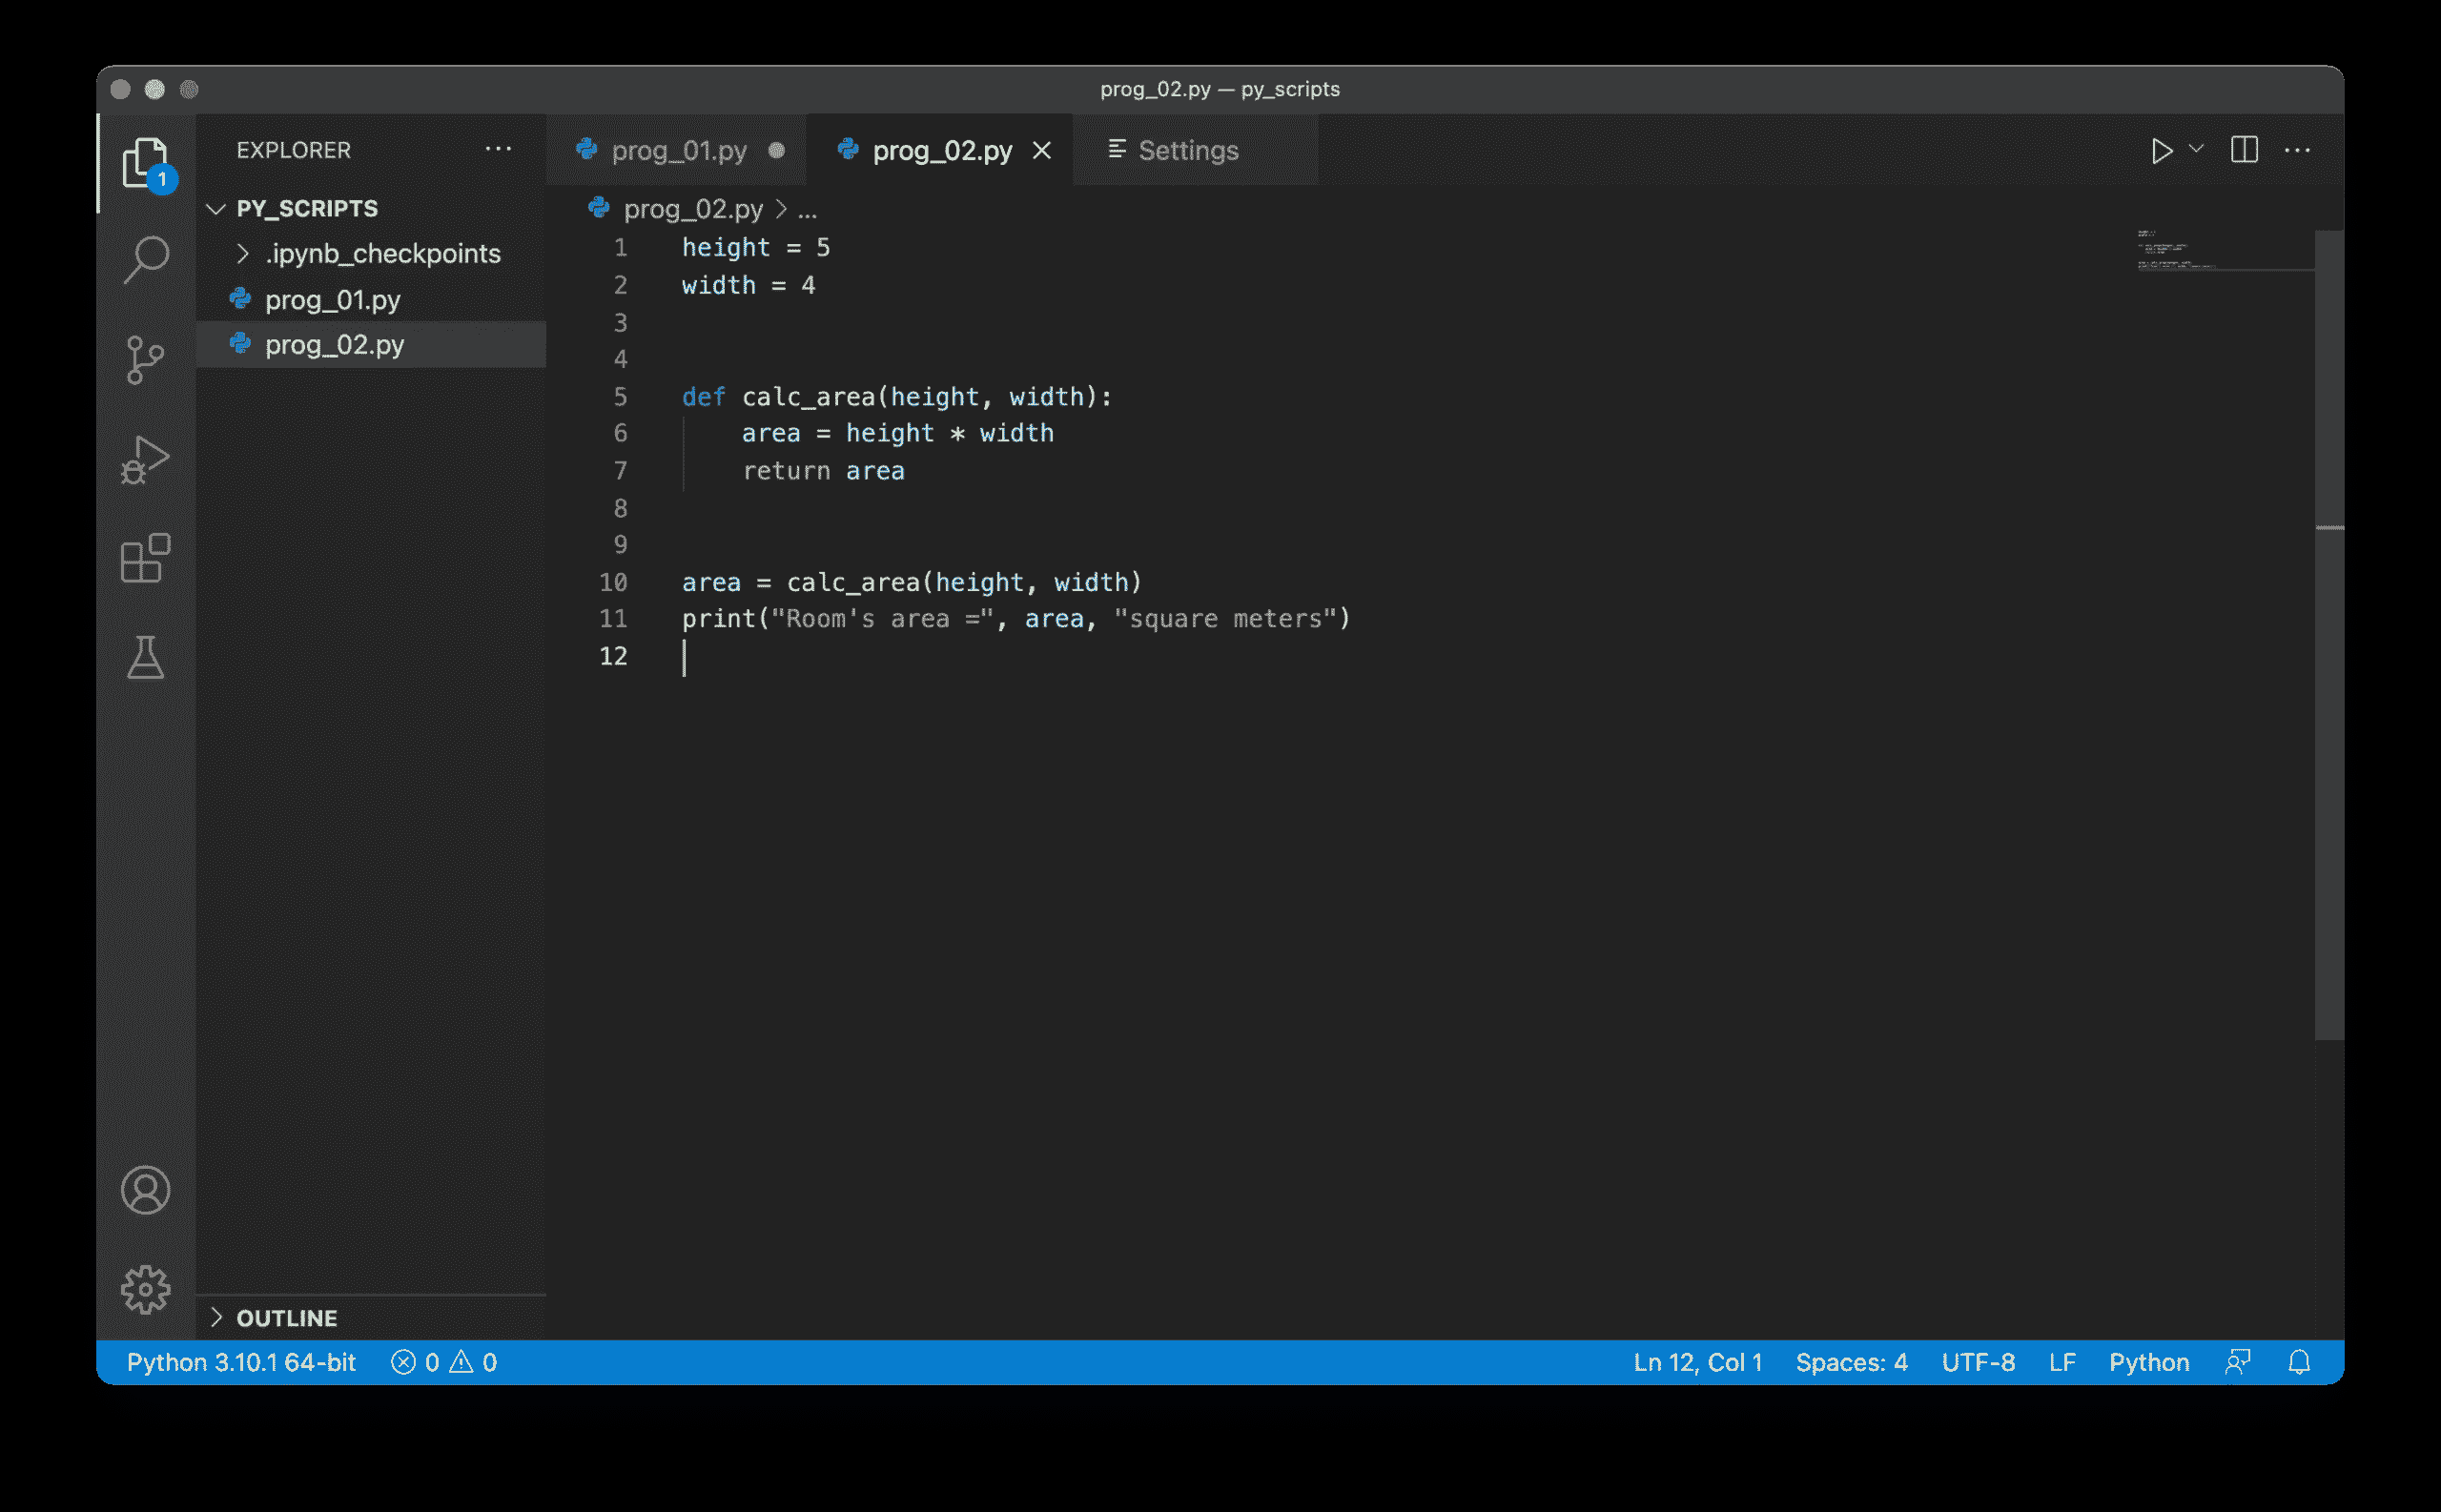 prog_02.py — py_scripts
EXPLORER
prog_01.py
prog_02.py
Settings
1
PY_SCRIPTS
.ipynb_checkpoints
prog_01.py
prog_02.py
prog_02.py > ...
1 height = 5
2 width = 4
3
4
5 def calc_area(height, width):
6     area = height * width
7     return area
8
9
10 area = calc_area(height, width)
11 print("Room's area =", area, "square meters")
12
OUTLINE
Python 3.10.1 64-bit 0 0 Ln 12, Col 1 Spaces: 4 UTF-8 LF Python